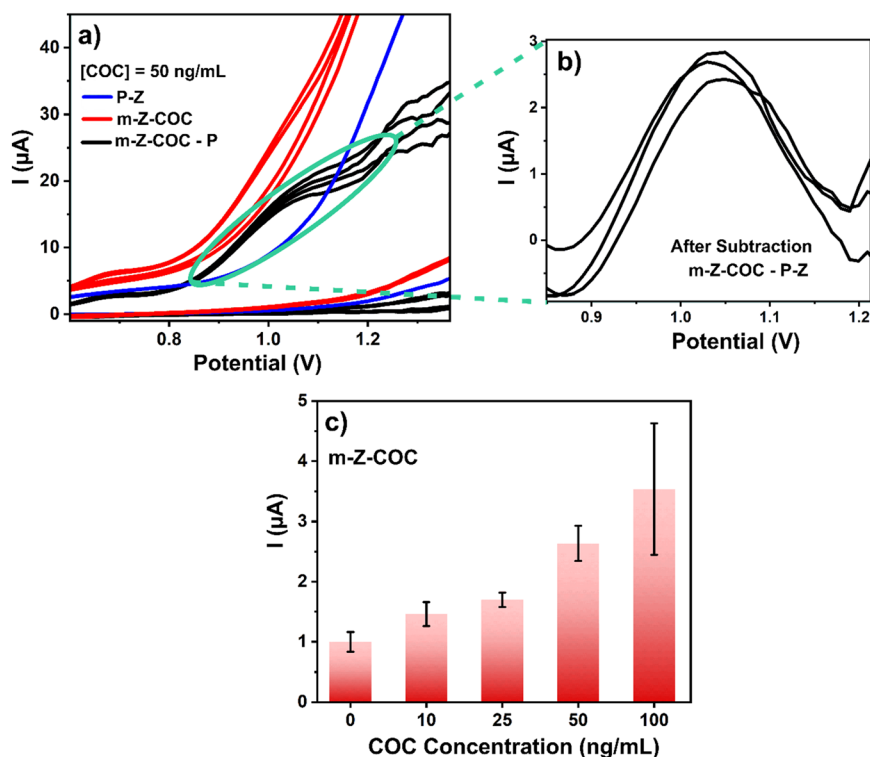 a)
[COC] = 50 ng/mL
P-Z
m-Z-COC
m-Z-COC - P
I (µA)
45
40
30
20
10
0
0.8
1.0
1.2
Potential (V)
b)
I (µA)
3
2
1
0
After Subtraction
m-Z-COC - P-Z
0.9
1.0
1.1
1.2
Potential (V)
c)
m-Z-COC
I (µA)
5
4
3
2
1
0
0
10
25
50
100
COC Concentration (ng/mL)